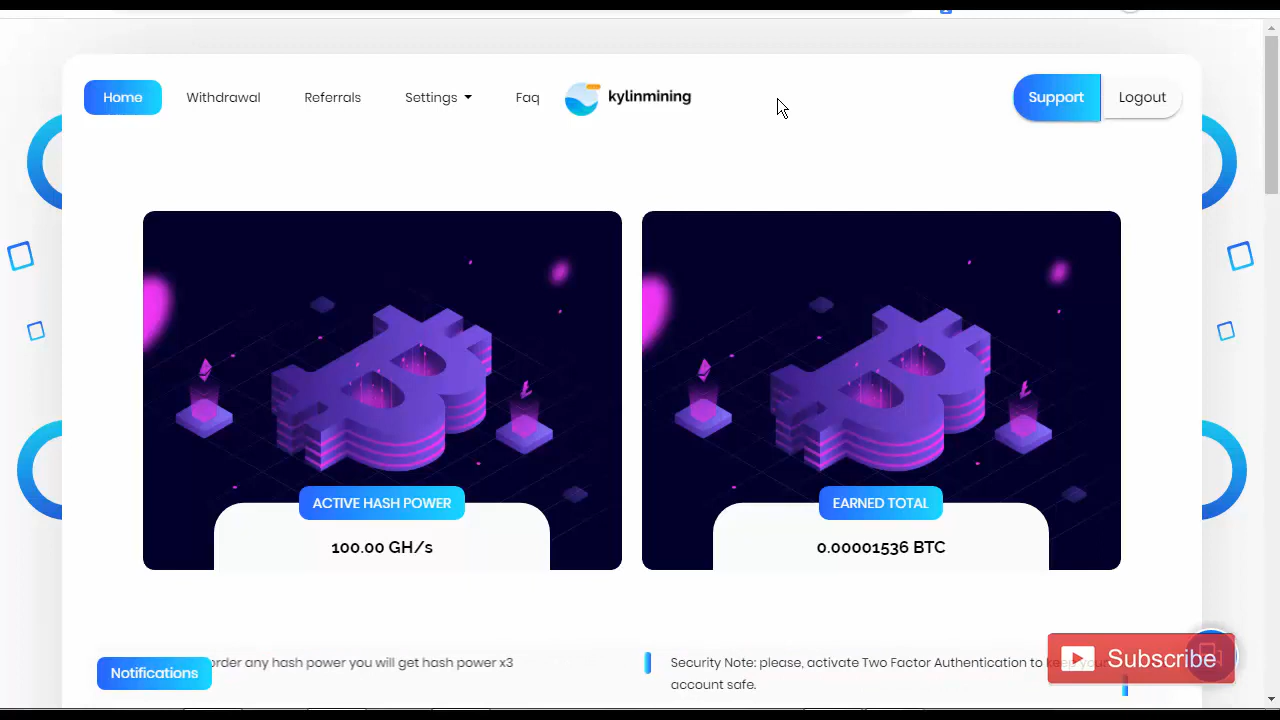 Home
Withdrawal
Referrals
Settings
Faq
kylinmining
Support
Logout
ACTIVE HASH POWER
100.00 GH/s
EARNED TOTAL
0.00001536 BTC
Notifications
order any hash power you will get hash power x3
Security Note: please, activate Two Factor Authentication to keep your
account safe.
Subscribe